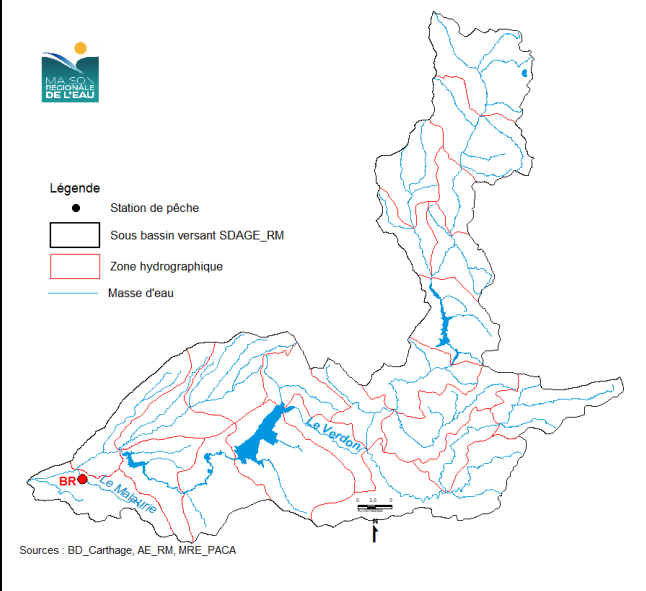 MAISON
RÉGIONALE
DE L'EAU
Légende
Station de pêche
Sous bassin versant SDAGE_RM
Zone hydrographique
Masse d'eau
Le Verdon
BR
Le Malaurie
0 2,5 5
Kilomètres
N
Sources : BD_Carthage, AE_RM, MRE_PACA